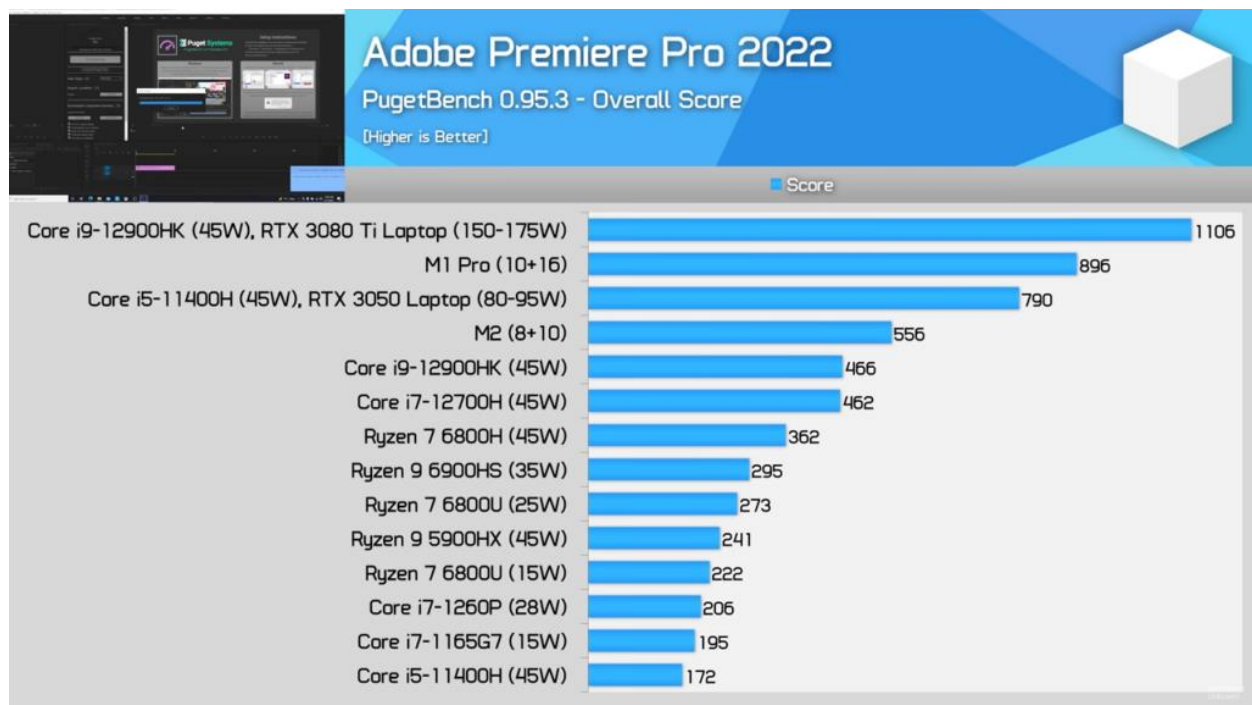 Puget Systems
Adobe Premiere Pro 2022
PugetBench 0.95.3 - Overall Score
[Higher is Better]
Score
Core i9-12900HK (45W), RTX 3080 Ti Laptop (150-175W) 1106
M1 Pro (10+16) 896
Core i5-11400H (45W), RTX 3050 Laptop (80-95W) 790
M2 (8+10) 556
Core i9-12900HK (45W) 466
Core i7-12700H (45W) 462
Ryzen 7 6800H (45W) 362
Ryzen 9 6900HS (35W) 295
Ryzen 7 6800U (25W) 273
Ryzen 9 5900HX (45W) 241
Ryzen 7 6800U (15W) 222
Core i7-1260P (28W) 206
Core i7-1165G7 (15W) 195
Core i5-11400H (45W) 172